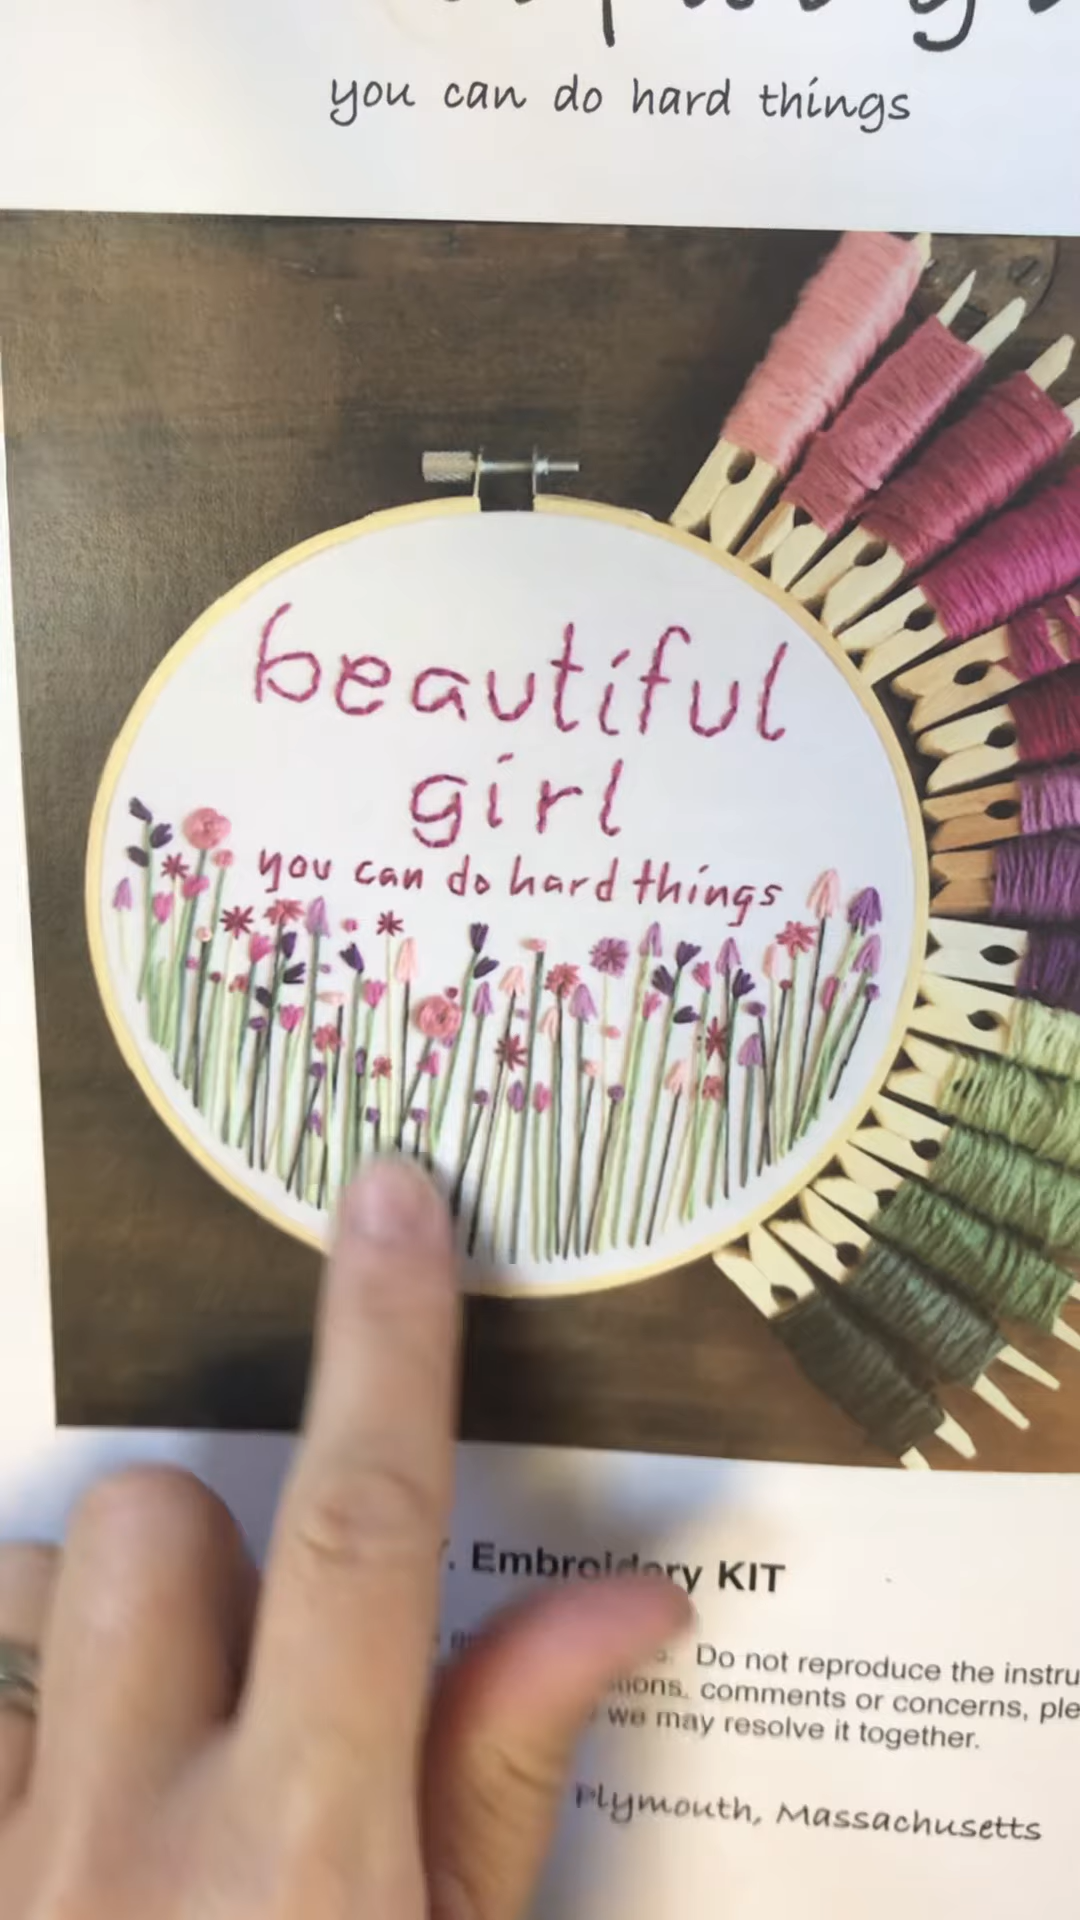 you can do hard things
beautiful
girl
you can do hard things
Embroidery KIT
Do not reproduce the instru
comments or concerns, ple
we may resolve it together.
Plymouth, Massachusetts